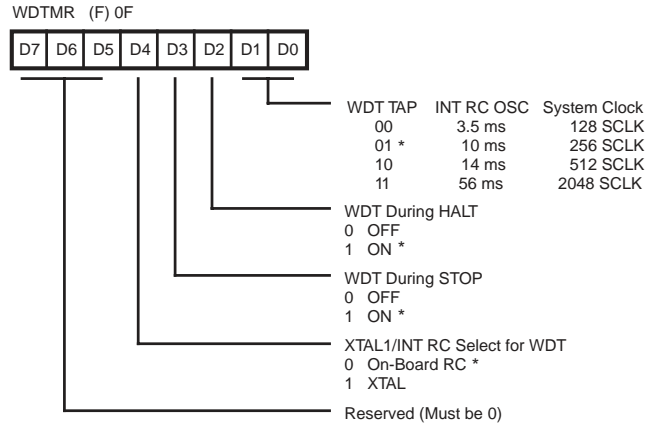 WDTMR (F) 0F
D7 D6 D5 D4 D3 D2 D1 D0
WDT TAP INT RC OSC System Clock
00 3.5 ms 128 SCLK
01 * 10 ms 256 SCLK
10 14 ms 512 SCLK
11 56 ms 2048 SCLK
WDT During HALT
0 OFF
1 ON *
WDT During STOP
0 OFF
1 ON *
XTAL1/INT RC Select for WDT
0 On-Board RC *
1 XTAL
Reserved (Must be 0)